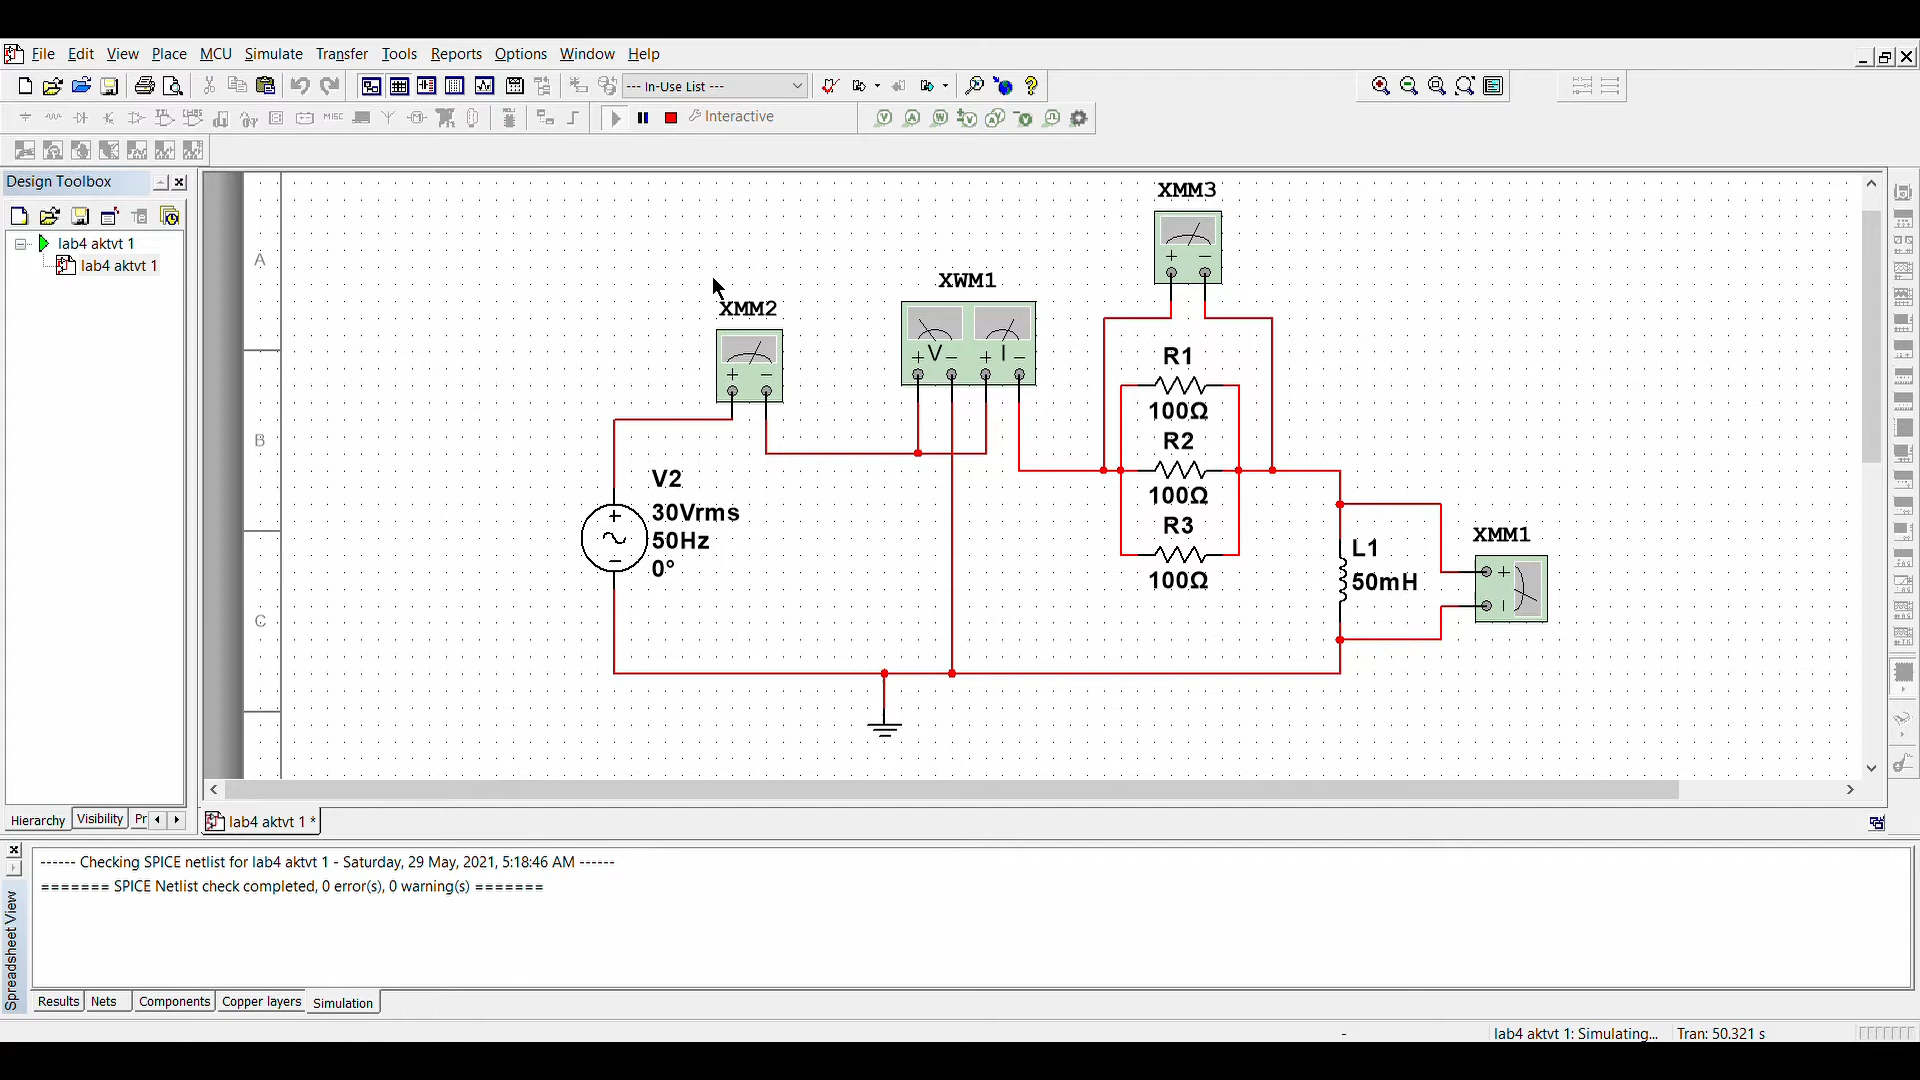 File Edit View Place MCU Simulate Transfer Tools Reports Options Window Help
--- In-Use List ---
MISC
Interactive
V A W V A V
Design Toolbox
lab4 aktvt 1
lab4 aktvt 1
Hierarchy Visibility Pr
A
B
C
XMM3
+ −
XWM1
+ V − + I −
XMM2
+ −
R1
100Ω
R2
100Ω
R3
100Ω
V2
30Vrms
50Hz
0°
+
−
XMM1
+
−
L1
50mH
lab4 aktvt 1 *
------ Checking SPICE netlist for lab4 aktvt 1 - Saturday, 29 May, 2021, 5:18:46 AM ------
======= SPICE Netlist check completed, 0 error(s), 0 warning(s) =======
Spreadsheet View
Results Nets Components Copper layers Simulation
- lab4 aktvt 1: Simulating... Tran: 50.321 s